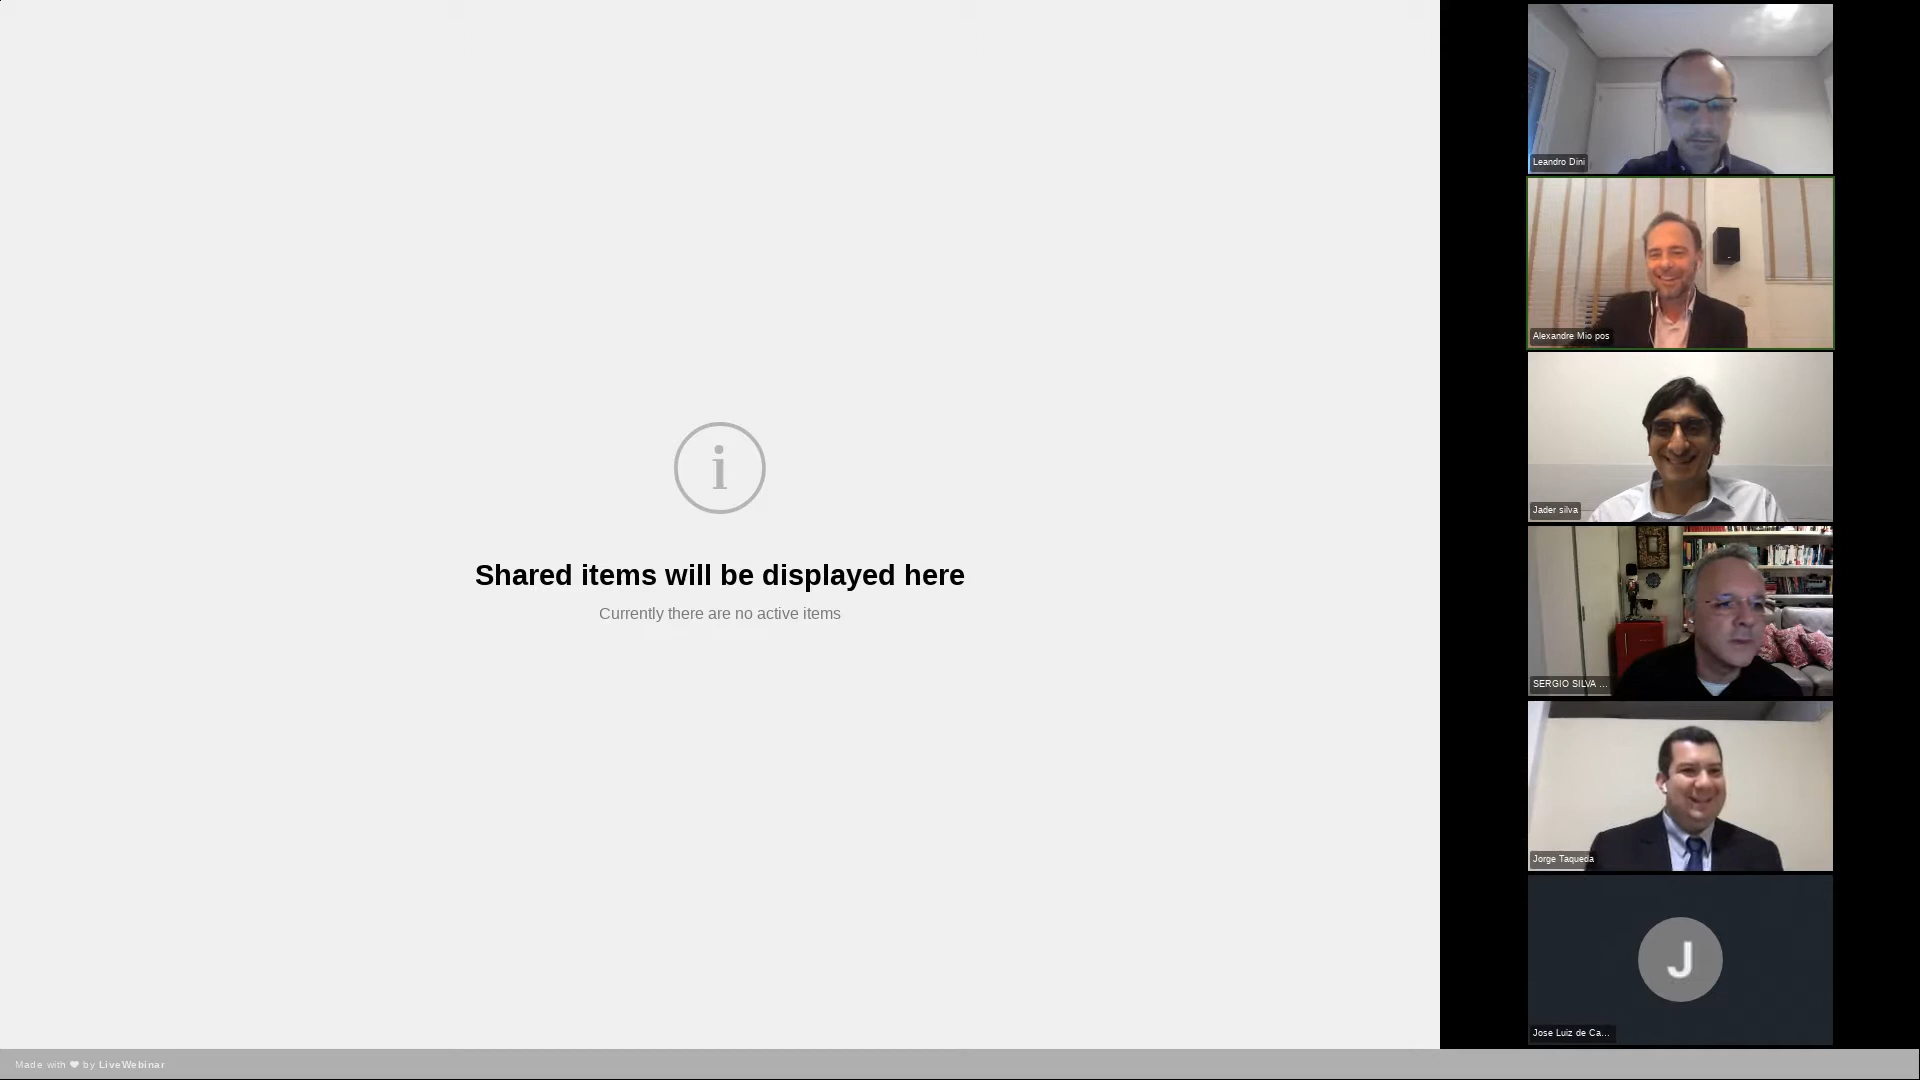 i
Shared items will be displayed here
Currently there are no active items
Leandro Dini
Alexandre Mio pos
Jader silva
SERGIO SILVA ...
Jorge Taqueda
J
Jose Luiz de Ca...
Made with ❤ by LiveWebinar